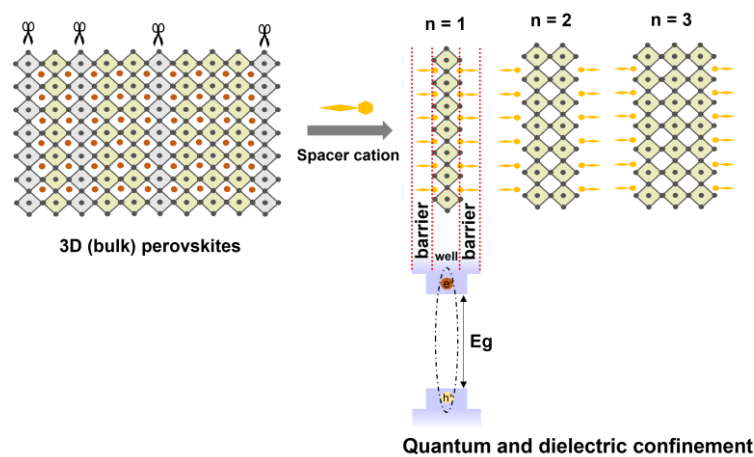 n = 1
n = 2
n = 3
Spacer cation
3D (bulk) perovskites
barrier
well
barrier
e-
Eg
h+
Quantum and dielectric confinement